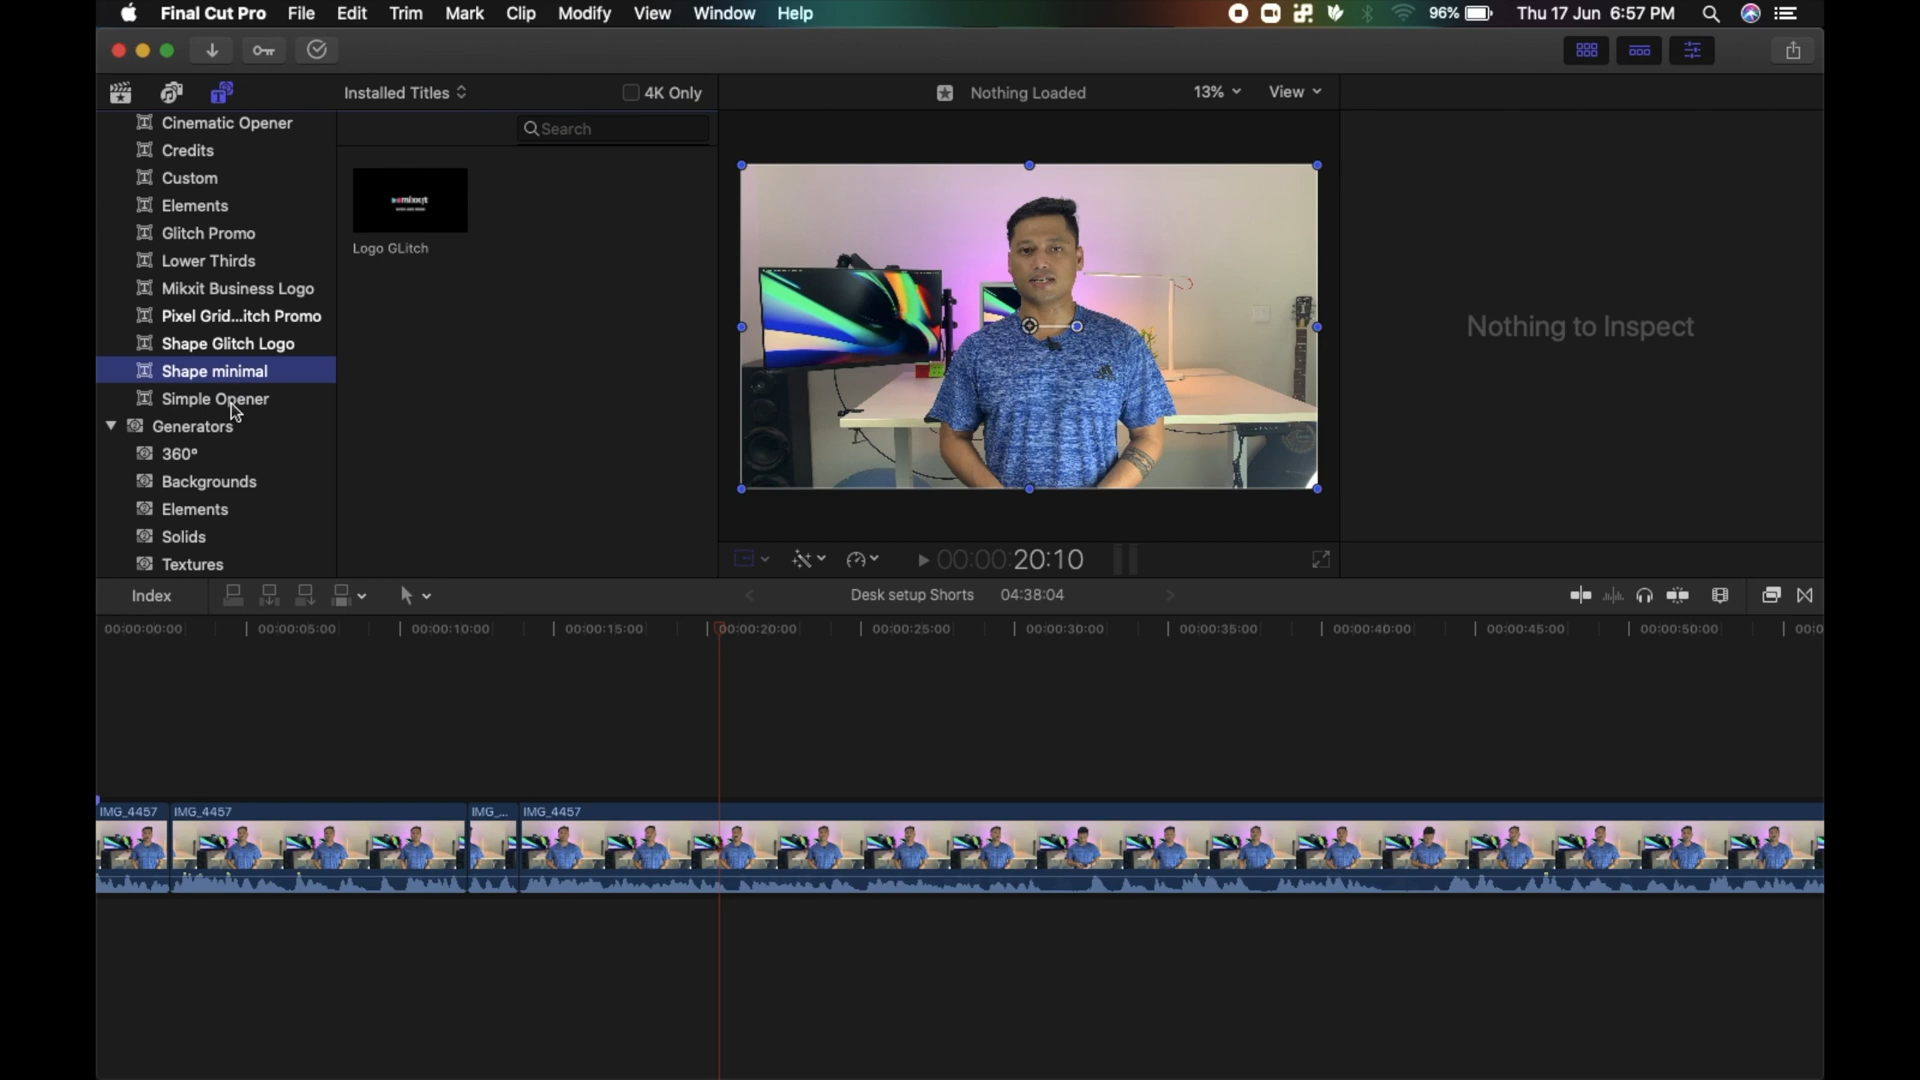 Final Cut Pro File Edit Trim Mark Clip Modify View Window Help 96% Thu 17 Jun 6:57 PM
Installed Titles 4K Only Nothing Loaded 13% View
Search
Cinematic Opener
Credits
Custom
Elements
Glitch Promo
Lower Thirds
Mikxit Business Logo
Pixel Grid...itch Promo
Shape Glitch Logo
Shape minimal
Simple Opener
Generators
360°
Backgrounds
Elements
Solids
Textures
mixkit
Logo GLitch
Nothing to Inspect
00:00:20:10
Index Desk setup Shorts 04:38:04
00:00:00:00 00:00:05:00 00:00:10:00 00:00:15:00 00:00:20:00 00:00:25:00 00:00:30:00 00:00:35:00 00:00:40:00 00:00:45:00 00:00:50:00 00:0
IMG_4457 IMG_4457 IMG_... IMG_4457